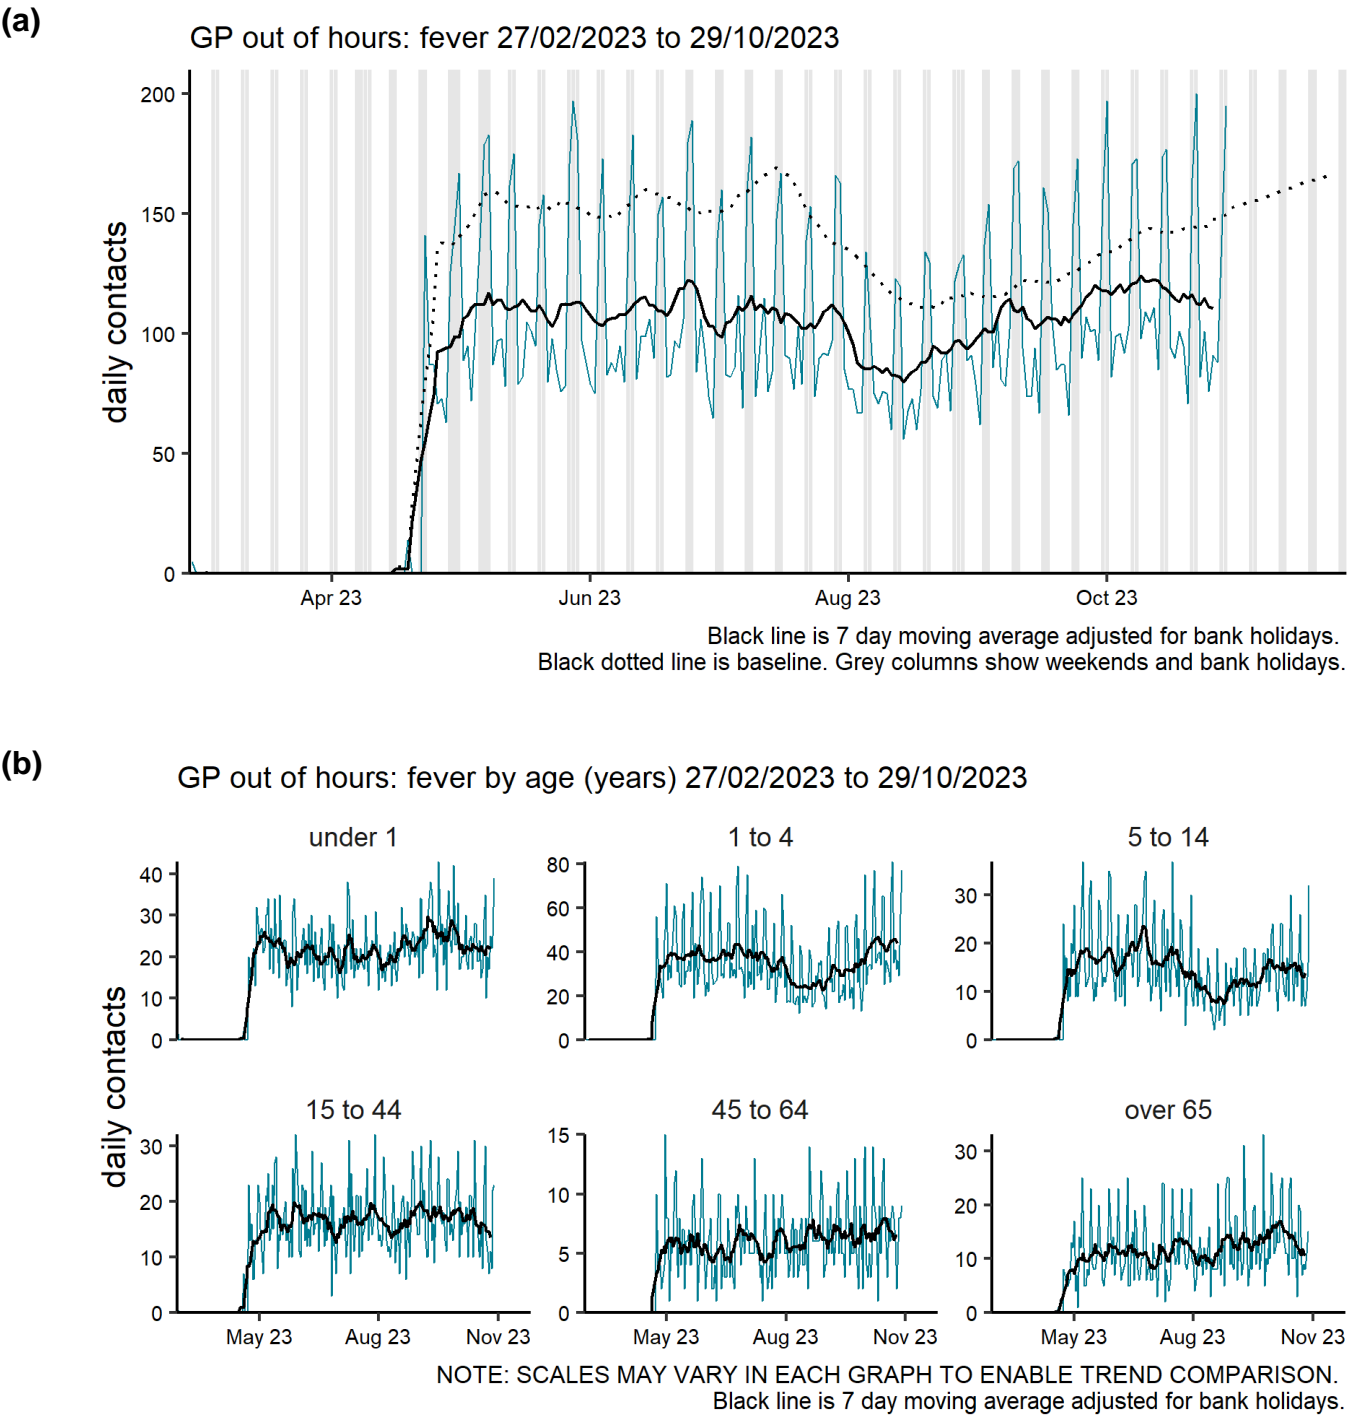 (a)
GP out of hours: fever 27/02/2023 to 29/10/2023
daily contacts
200
150
100
50
0
Apr 23
Jun 23
Aug 23
Oct 23
Black line is 7 day moving average adjusted for bank holidays.
Black dotted line is baseline. Grey columns show weekends and bank holidays.
(b)
GP out of hours: fever by age (years) 27/02/2023 to 29/10/2023
daily contacts
under 1
40
30
20
10
0
1 to 4
80
60
40
20
0
5 to 14
30
20
10
0
15 to 44
30
20
10
0
May 23
Aug 23
Nov 23
45 to 64
15
10
5
0
May 23
Aug 23
Nov 23
over 65
30
20
10
0
May 23
Aug 23
Nov 23
NOTE: SCALES MAY VARY IN EACH GRAPH TO ENABLE TREND COMPARISON.
Black line is 7 day moving average adjusted for bank holidays.